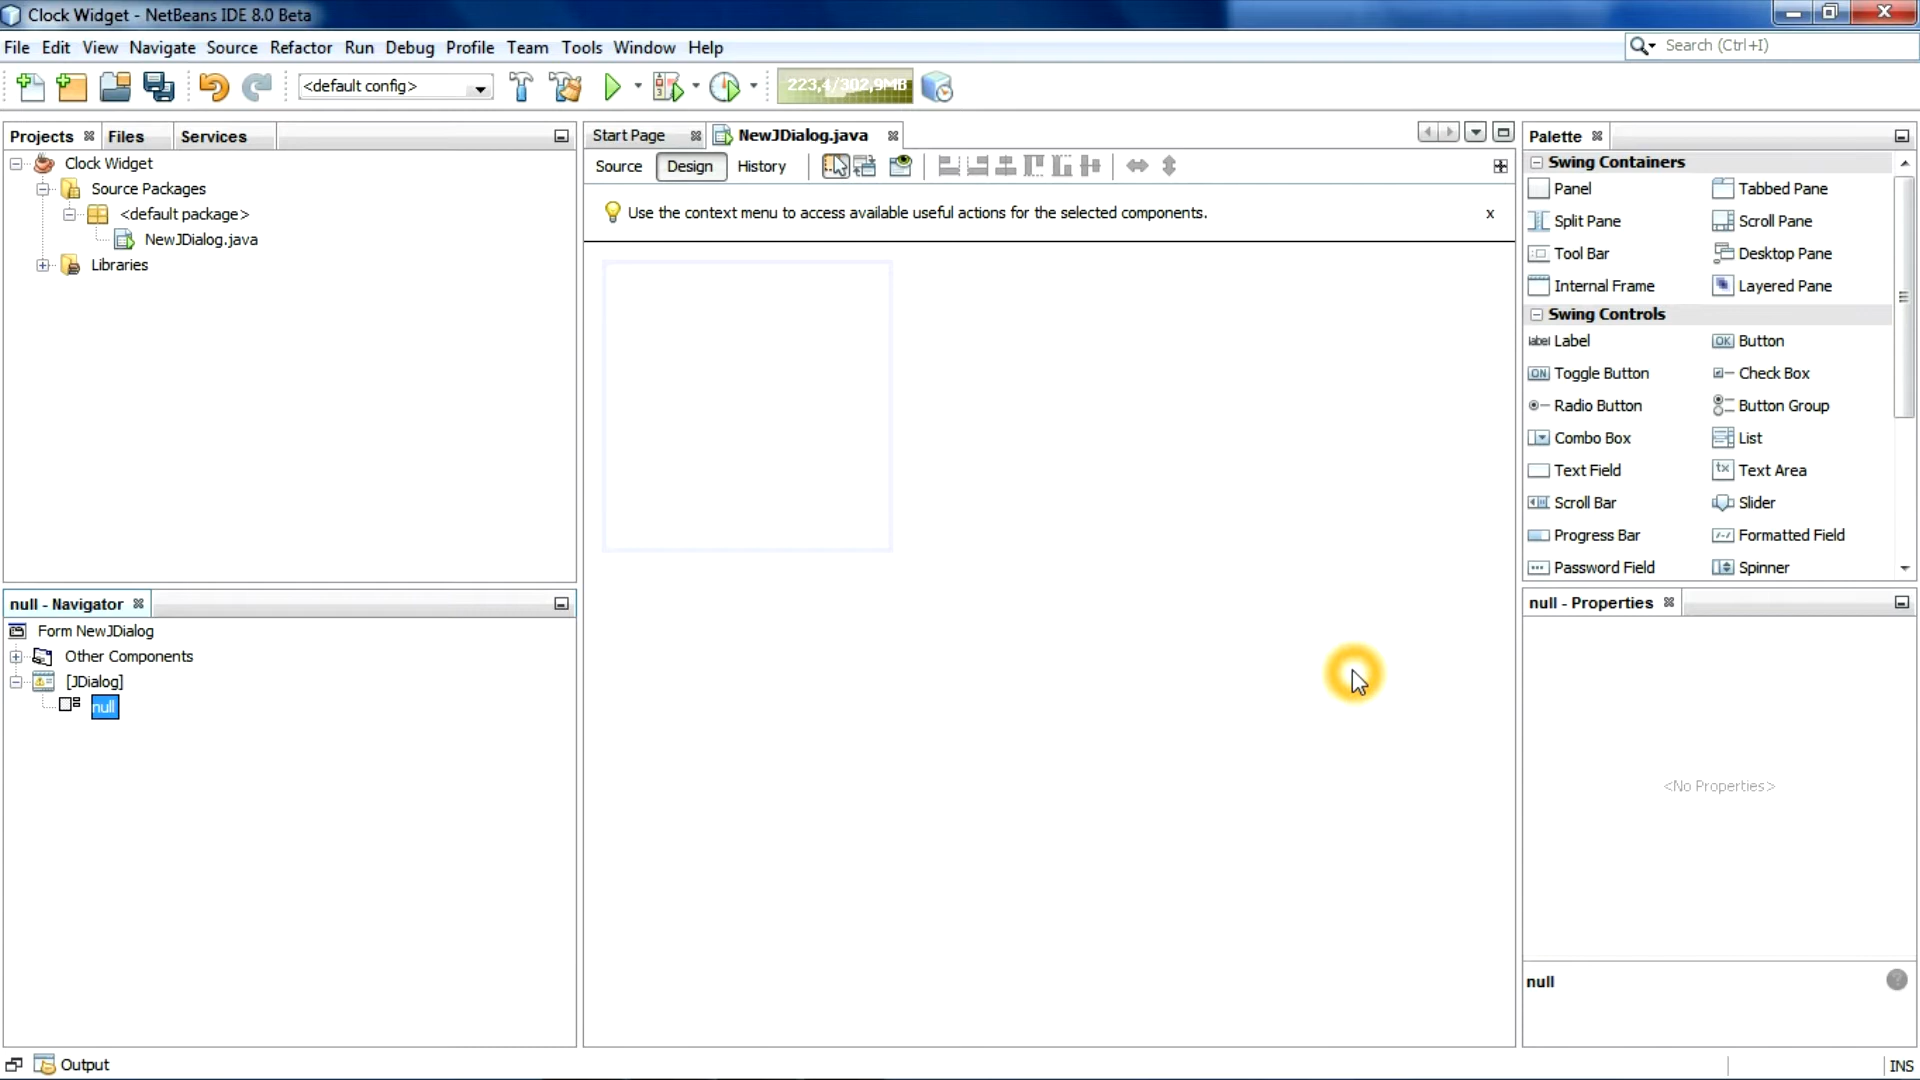 Clock Widget - NetBeans IDE 8.0 Beta
File Edit View Navigate Source Refactor Run Debug Profile Team Tools Window Help
Search (Ctrl+I)
<default config>
223,4/302,9MB
Projects Files Services
Clock Widget
Source Packages
<default package>
NewJDialog.java
Libraries
null - Navigator
Form NewJDialog
Other Components
[JDialog]
null
Start Page NewJDialog.java
Source Design History
Use the context menu to access available useful actions for the selected components.
x
Palette
Swing Containers
Panel Tabbed Pane
Split Pane Scroll Pane
Tool Bar Desktop Pane
Internal Frame Layered Pane
Swing Controls
label Label OK Button
ON Toggle Button Check Box
Radio Button Button Group
Combo Box List
Text Field tx Text Area
Scroll Bar Slider
Progress Bar Formatted Field
Password Field Spinner
null - Properties
<No Properties>
null
?
Output
INS